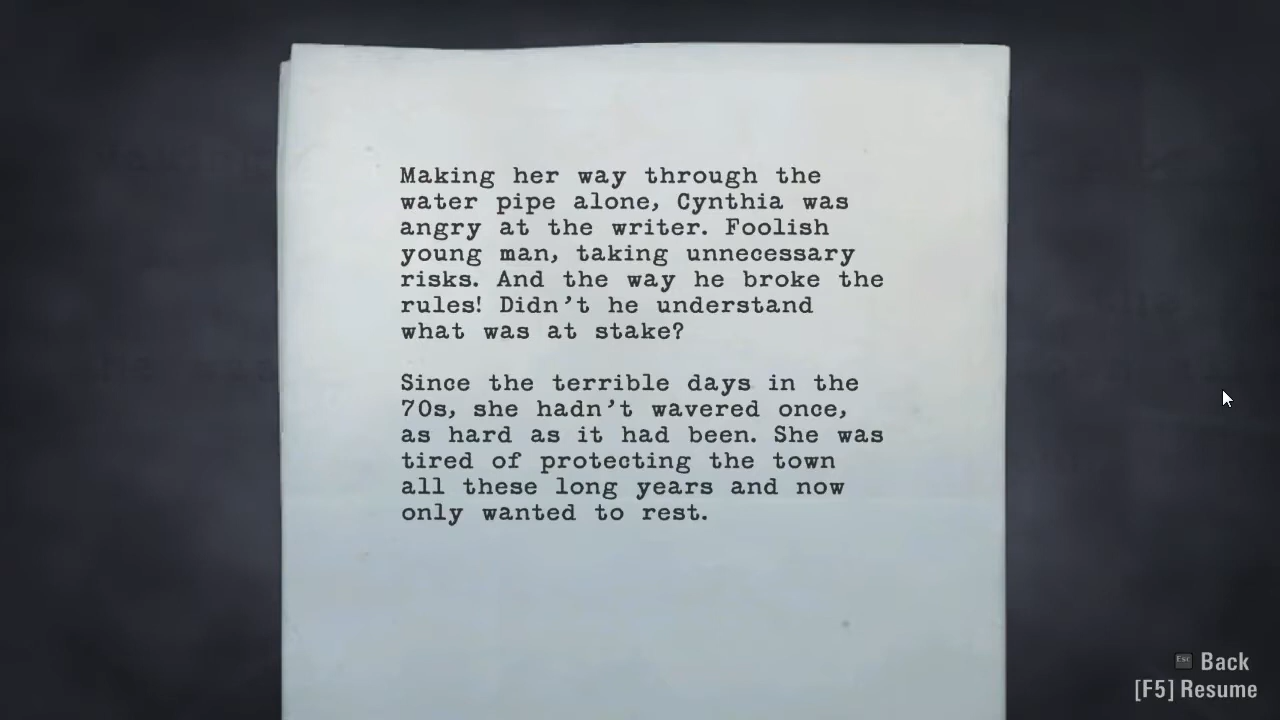 Making her way through the
water pipe alone, Cynthia was
angry at the writer. Foolish
young man, taking unnecessary
risks. And the way he broke the
rules! Didn't he understand
what was at stake?
Since the terrible days in the
70s, she hadn't wavered once,
as hard as it had been. She was
tired of protecting the town
all these long years and now
only wanted to rest.
Esc Back
[F5] Resume